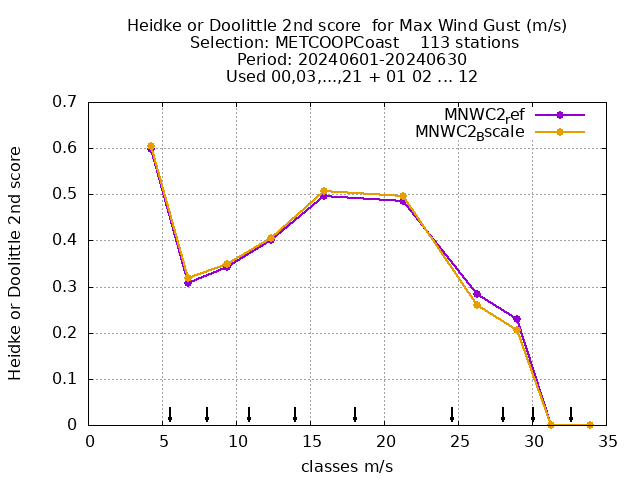 Heidke or Doolittle 2nd score  for Max Wind Gust (m/s)
Selection: METCOOPCoast    113 stations
Period: 20240601-20240630
Used 00,03,...,21 + 01 02 ... 12
MNWC2_ref
MNWC2_Bscale
Heidke or Doolittle 2nd score
0.7
0.6
0.5
0.4
0.3
0.2
0.1
0
0 5 10 15 20 25 30 35
classes m/s